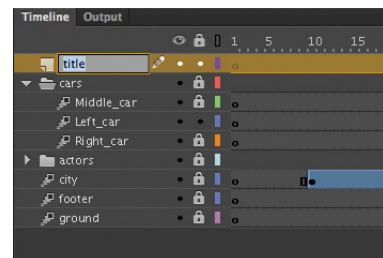 Timeline Output
1 5 10 15
title
cars
Middle_car
Left_car
Right_car
actors
city
footer
ground